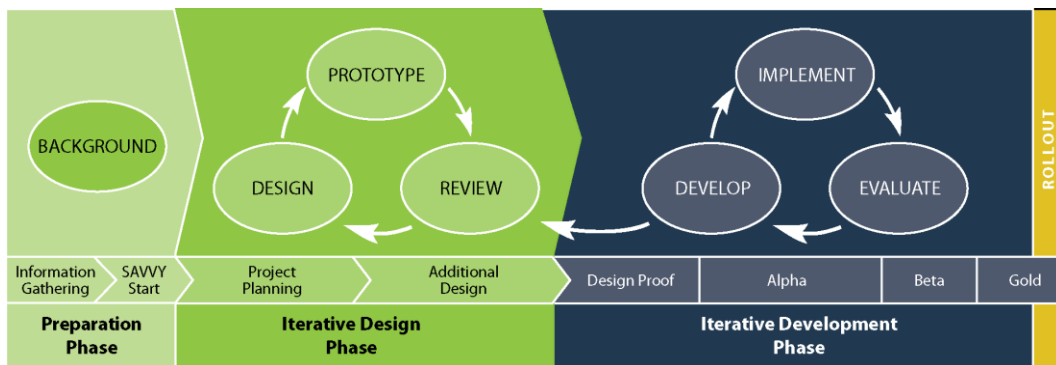 BACKGROUND
PROTOTYPE
DESIGN
REVIEW
IMPLEMENT
DEVELOP
EVALUATE
ROLLOUT
Information
Gathering
SAVVY
Start
Project
Planning
Additional
Design
Design Proof
Alpha
Beta
Gold
Preparation
Phase
Iterative Design
Phase
Iterative Development
Phase